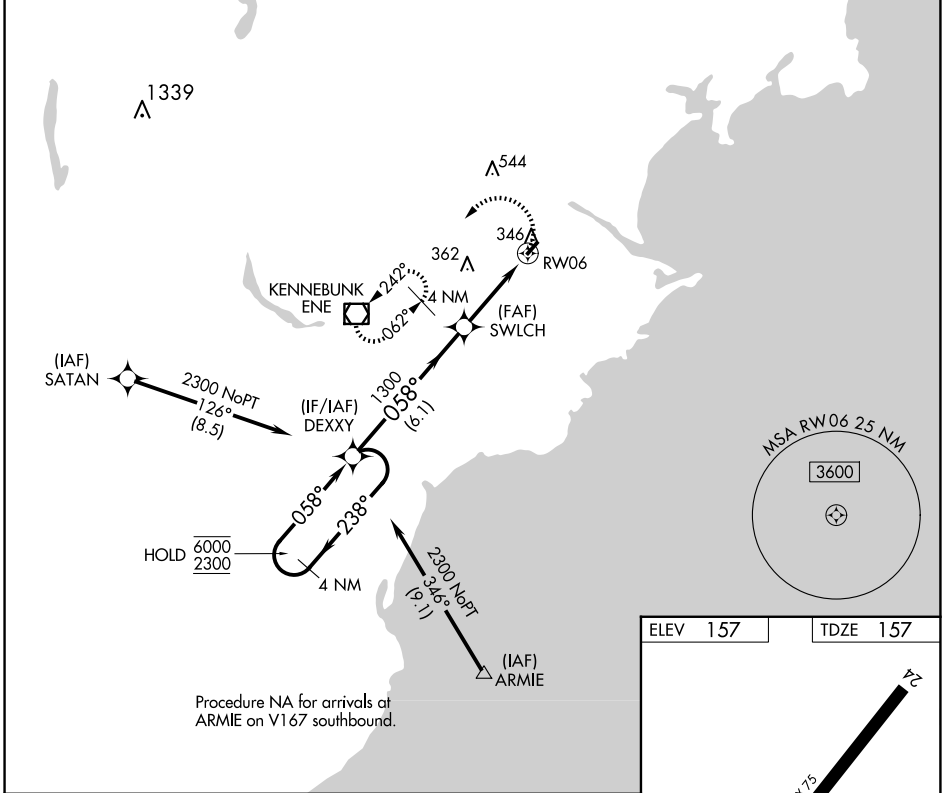 1339
544
346
RW06
362
KENNEBUNK
ENE
242°
4 NM
062°
(FAF)
SWLCH
(IAF)
SATAN
2300 NoPT
126°
(8.5)
(IF/IAF)
DEXXY
1300
058°
(6.1)
MSA RW06 25 NM
3600
058°
238°
HOLD 6000
2300
4 NM
2300 NoPT
346°
(9.1)
(IAF)
ARMIE
Procedure NA for arrivals at
ARMIE on V167 southbound.
ELEV 157
TDZE 157
24
75